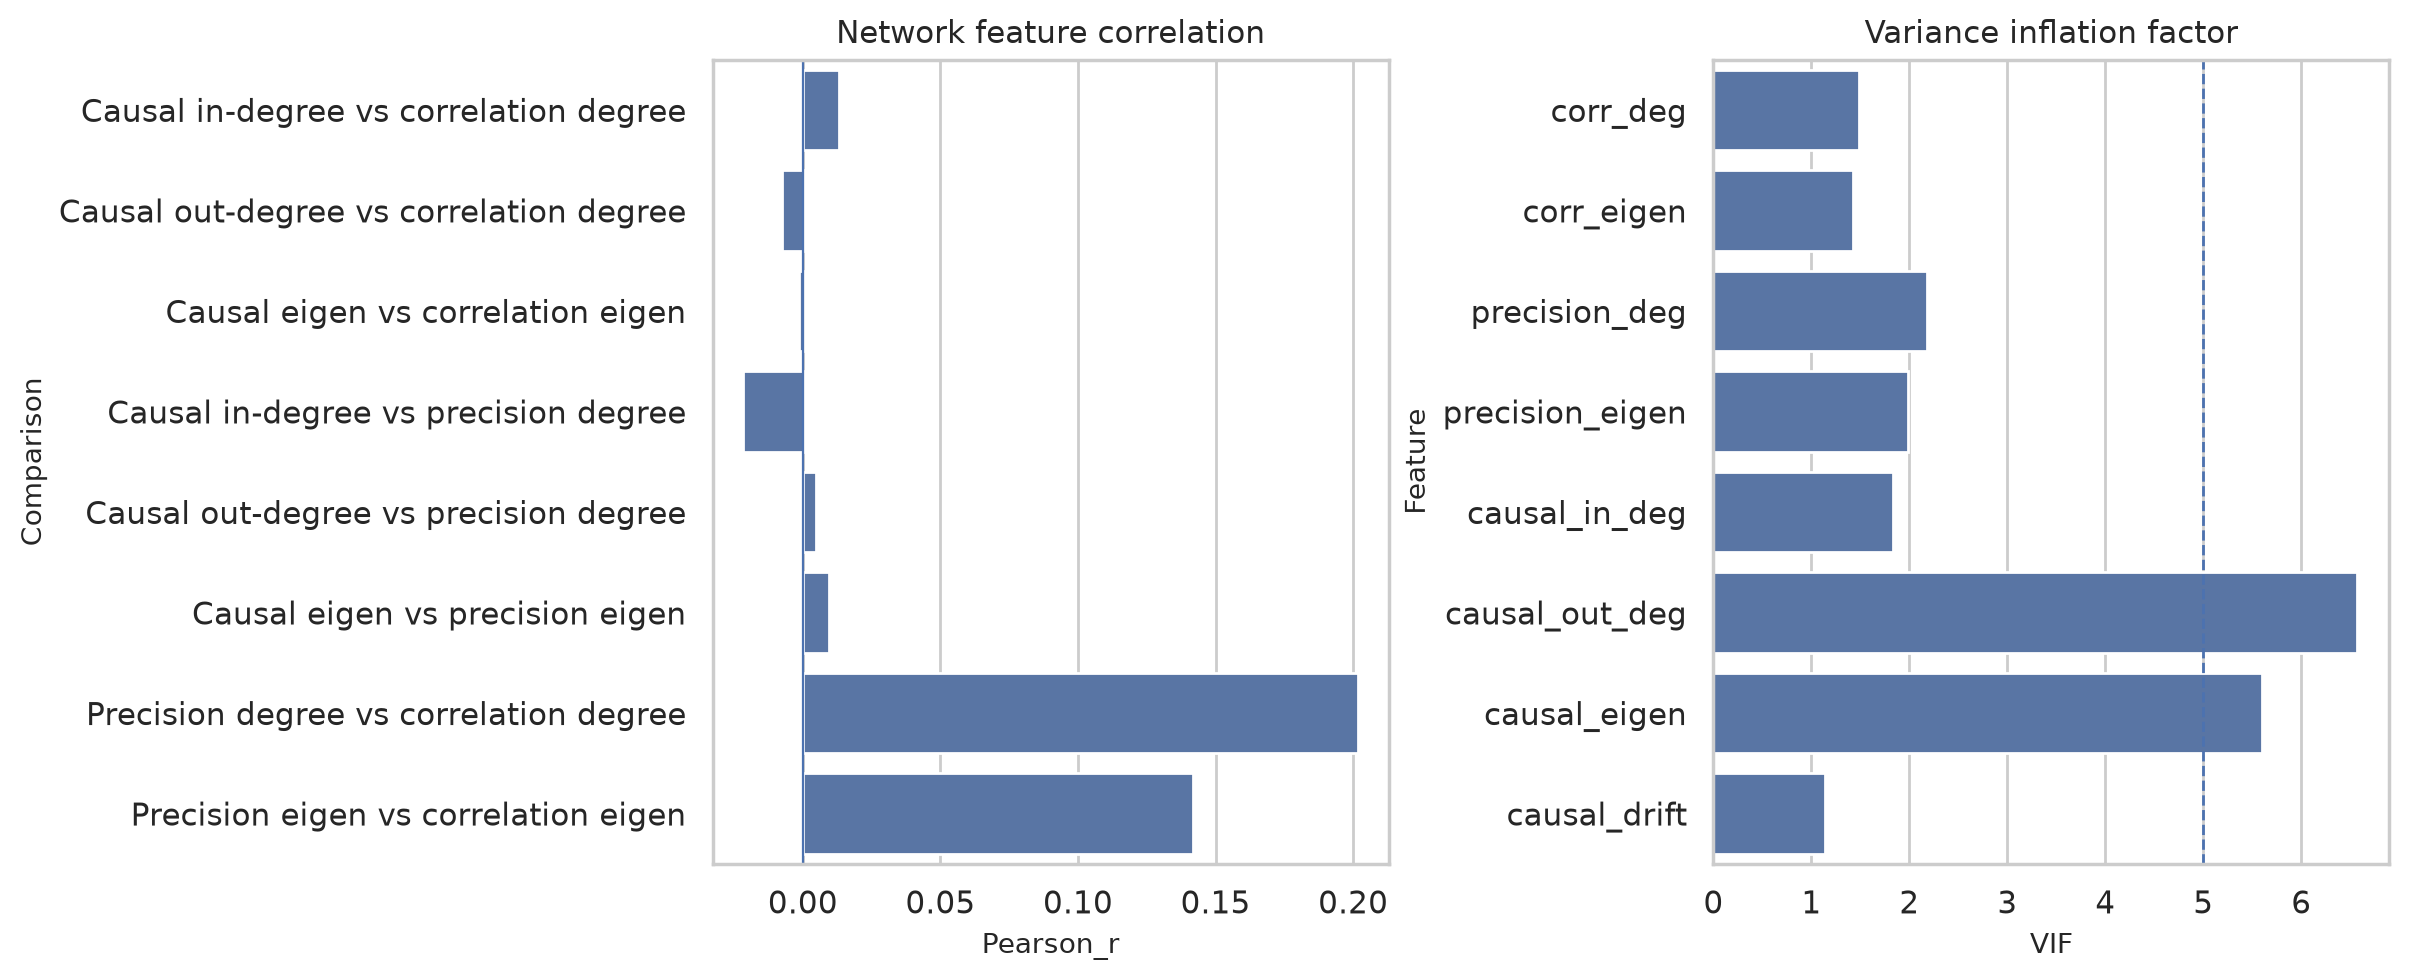 Network feature correlation
Causal in-degree vs correlation degree
Causal out-degree vs correlation degree
Causal eigen vs correlation eigen
Causal in-degree vs precision degree
Causal out-degree vs precision degree
Causal eigen vs precision eigen
Precision degree vs correlation degree
Precision eigen vs correlation eigen
Comparison
0.00 0.05 0.10 0.15 0.20
Pearson_r
Variance inflation factor
corr_deg
corr_eigen
precision_deg
precision_eigen
causal_in_deg
causal_out_deg
causal_eigen
causal_drift
Feature
0 1 2 3 4 5 6
VIF